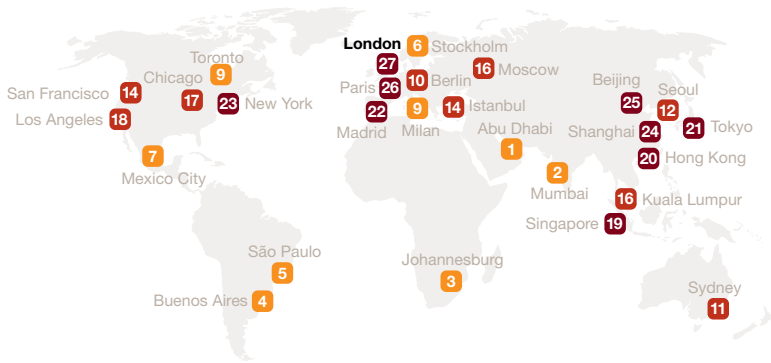 London
27
6
Stockholm
Toronto
9
Chicago
17
San Francisco
14
23
New York
Los Angeles
18
Paris
26
10
Berlin
16
Moscow
22
Madrid
9
Milan
14
Istanbul
Abu Dhabi
1
Beijing
25
Seoul
12
Shanghai
24
21
Tokyo
20
Hong Kong
7
Mexico City
2
Mumbai
16
Kuala Lumpur
Singapore
19
São Paulo
5
Buenos Aires
4
Johannesburg
3
Sydney
11